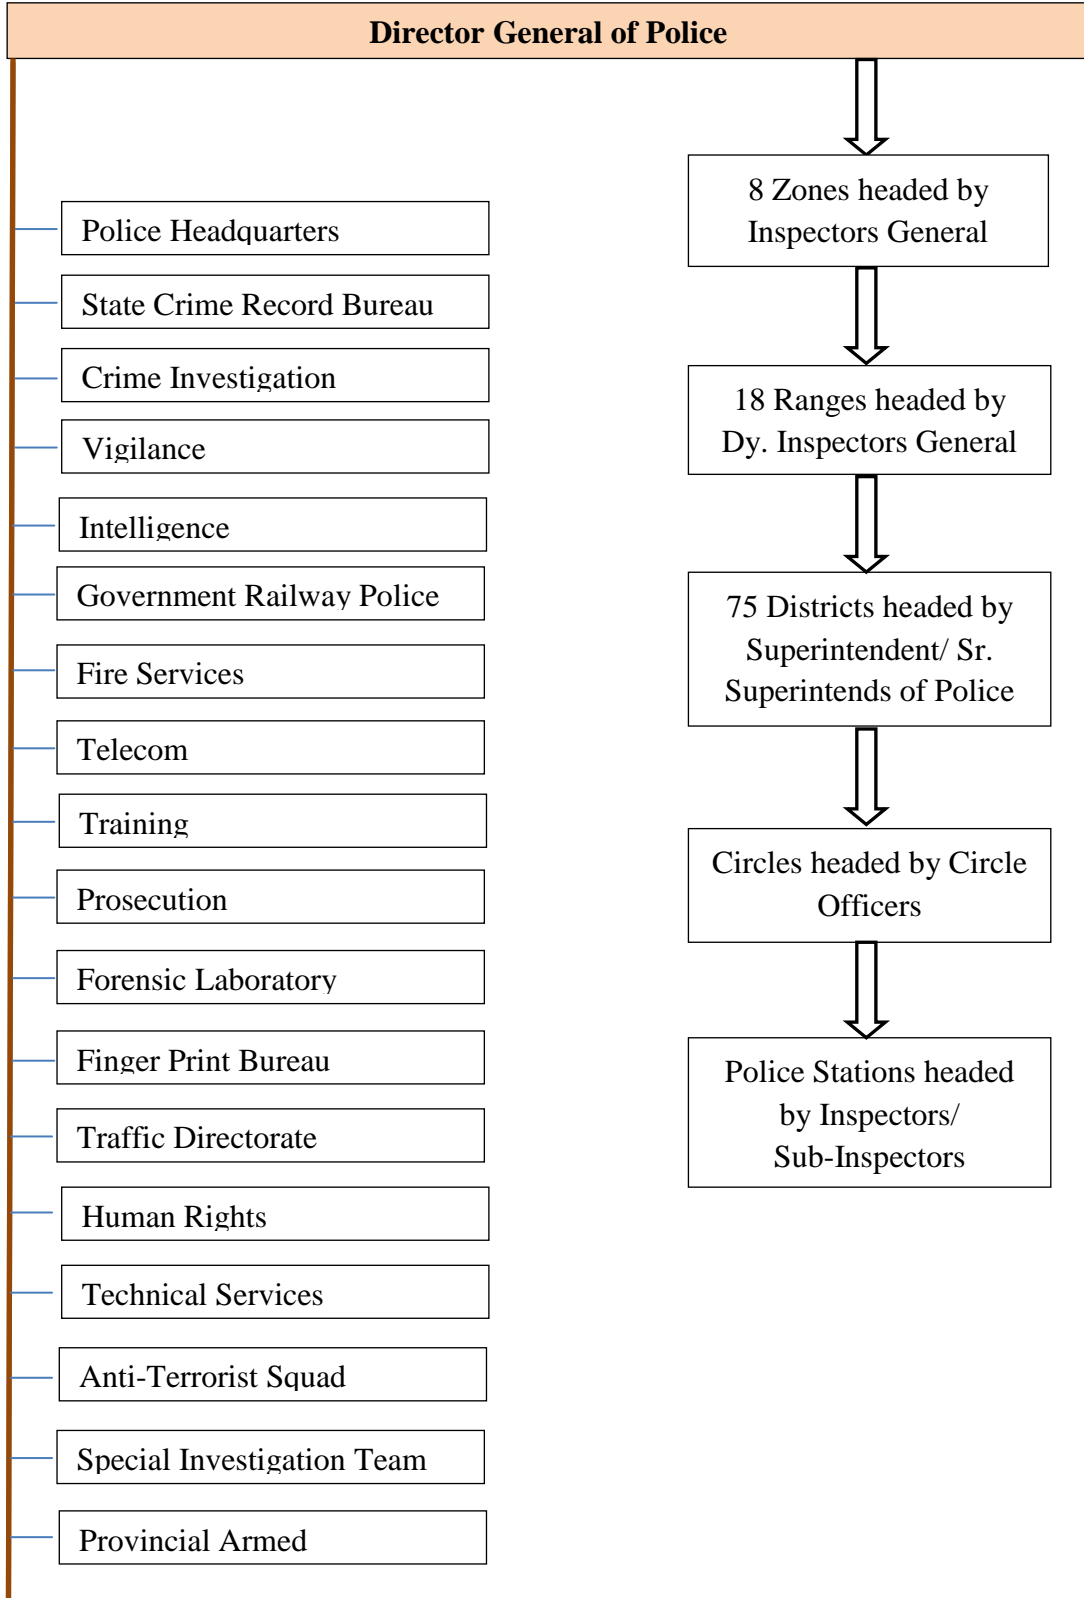 Director General of Police
Police Headquarters
State Crime Record Bureau
Crime Investigation
Vigilance
Intelligence
Government Railway Police
Fire Services
Telecom
Training
Prosecution
Forensic Laboratory
Finger Print Bureau
Traffic Directorate
Human Rights
Technical Services
Anti-Terrorist Squad
Special Investigation Team
Provincial Armed
8 Zones headed by
Inspectors General
18 Ranges headed by
Dy. Inspectors General
75 Districts headed by
Superintendent/ Sr.
Superintends of Police
Circles headed by Circle
Officers
Police Stations headed
by Inspectors/
Sub-Inspectors